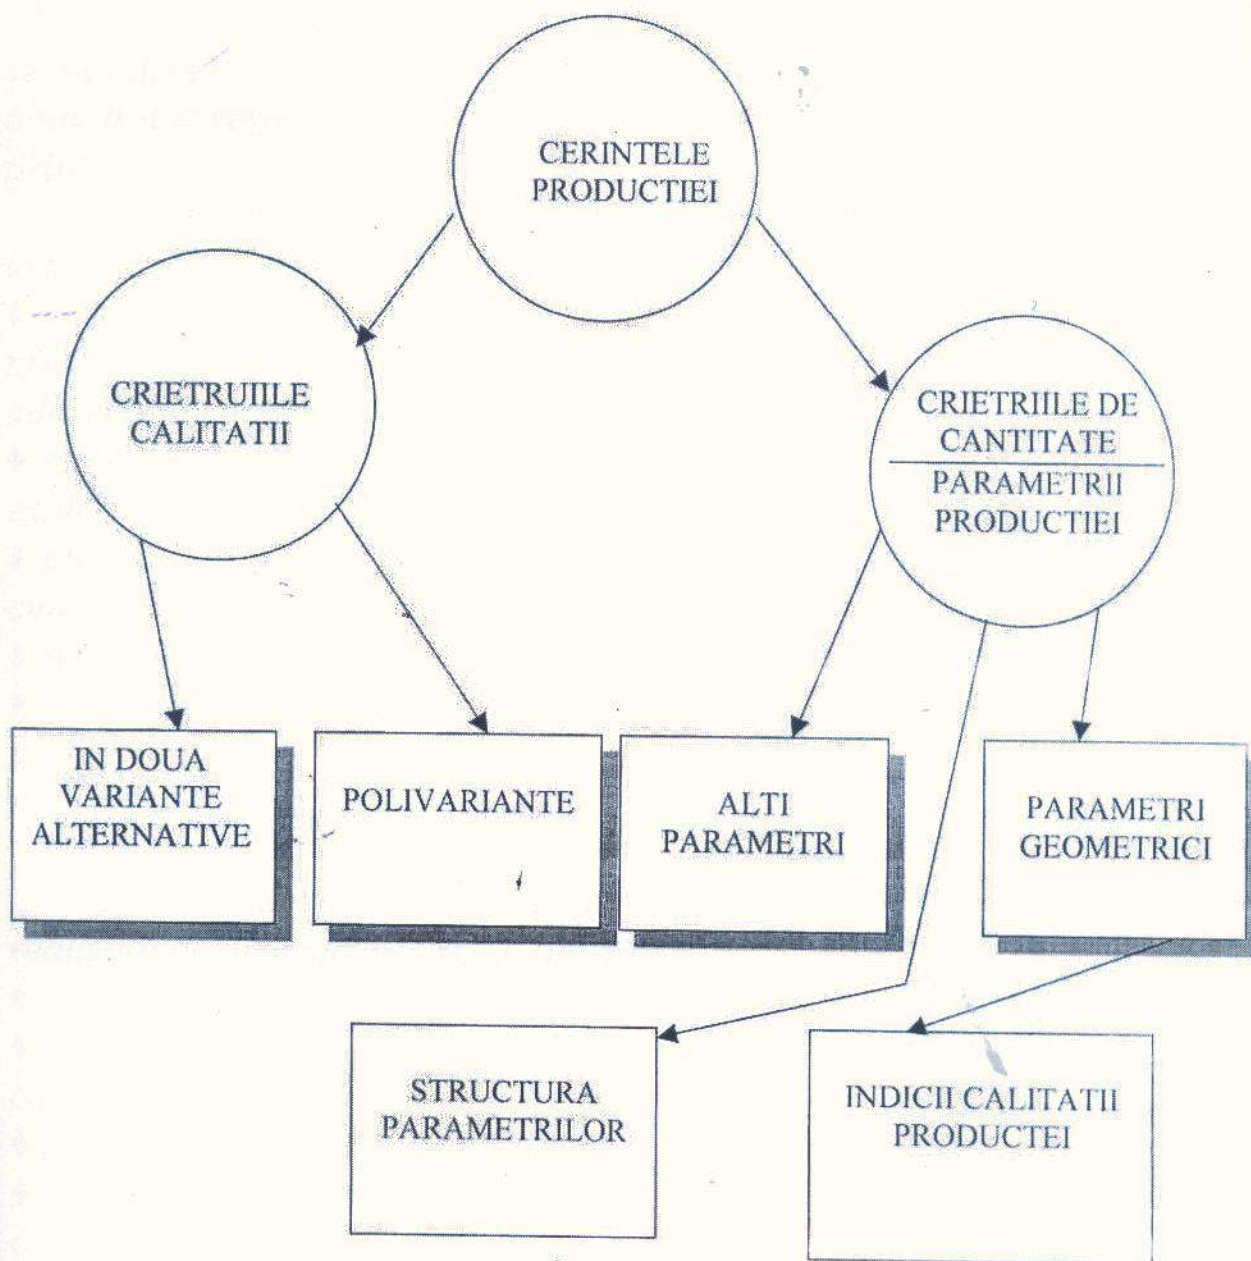 CERINTELE
PRODUCTIEI
CRIETRUIILE
CALITATII
CRIETRIILE DE
CANTITATE
PARAMETRII
PRODUCTIEI
IN DOUA
VARIANTE
ALTERNATIVE
POLIVARIANTE
ALTI
PARAMETRI
PARAMETRI
GEOMETRICI
STRUCTURA
PARAMETRILOR
INDICII CALITATII
PRODUCTEI